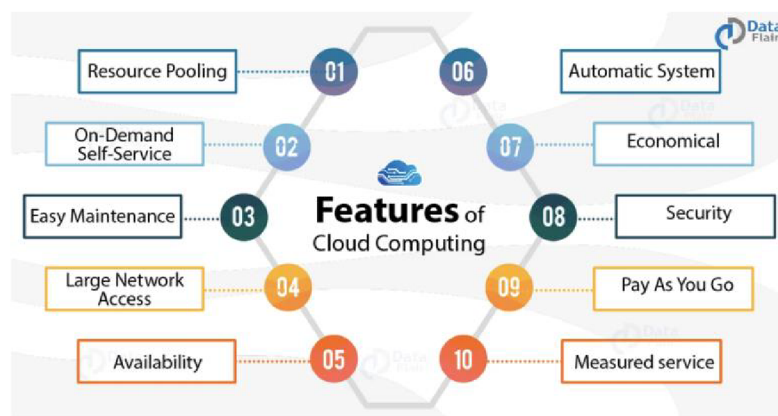 Data
Flair
Resource Pooling
01
On-Demand
Self-Service
02
Easy Maintenance
03
Large Network
Access
04
Availability
05
Features of
Cloud Computing
06
Automatic System
07
Economical
08
Security
09
Pay As You Go
10
Measured service